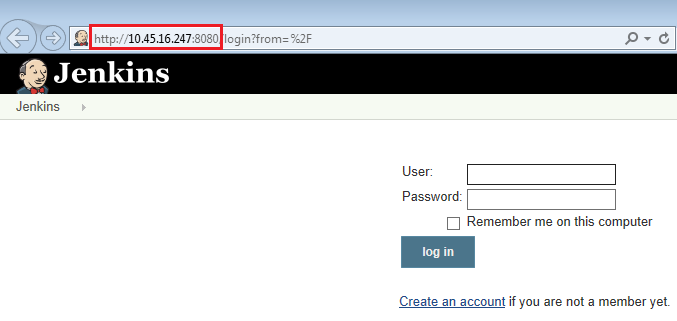 http://10.45.16.247:8080/login?from=%2F
Jenkins
Jenkins
User:
Password:
Remember me on this computer
log in
Create an account if you are not a member yet.